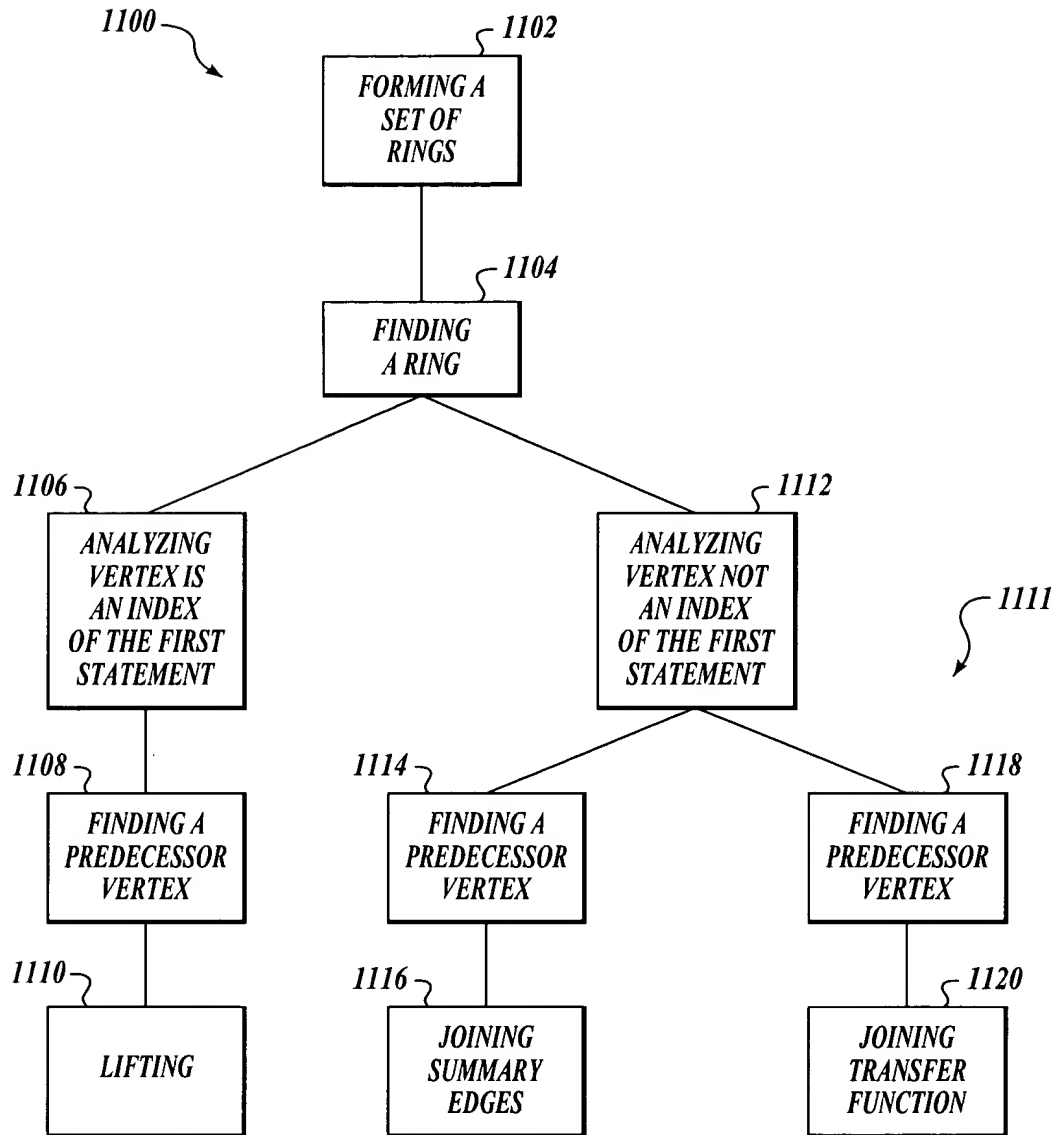 1100
1102
FORMING A
SET OF
RINGS
1104
FINDING
A RING
1106
ANALYZING
VERTEX IS
AN INDEX
OF THE FIRST
STATEMENT
1112
ANALYZING
VERTEX NOT
AN INDEX
OF THE FIRST
STATEMENT
1111
1108
FINDING A
PREDECESSOR
VERTEX
1114
FINDING A
PREDECESSOR
VERTEX
1118
FINDING A
PREDECESSOR
VERTEX
1110
LIFTING
1116
JOINING
SUMMARY
EDGES
1120
JOINING
TRANSFER
FUNCTION